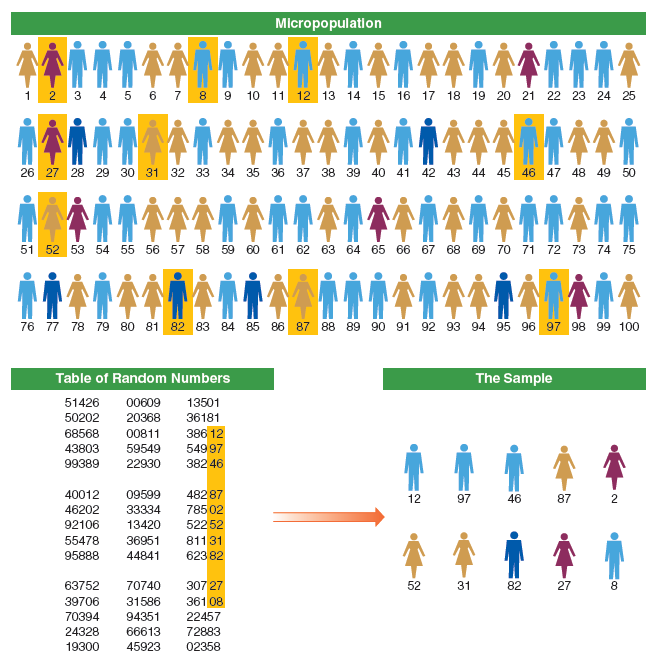 Micropopulation
1 2 3 4 5 6 7 8 9 10 11 12 13 14 15 16 17 18 19 20 21 22 23 24 25
26 27 28 29 30 31 32 33 34 35 36 37 38 39 40 41 42 43 44 45 46 47 48 49 50
51 52 53 54 55 56 57 58 59 60 61 62 63 64 65 66 67 68 69 70 71 72 73 74 75
76 77 78 79 80 81 82 83 84 85 86 87 88 89 90 91 92 93 94 95 96 97 98 99 100
Table of Random Numbers
51426 00609 13501
50202 20368 36181
68568 00811 38612
43803 59549 54997
99389 22930 38246
40012 09599 48287
46202 33334 78502
92106 13420 52252
55478 36951 81131
95888 44841 62382
63752 70740 30727
39706 31586 36108
70394 94351 22457
24328 66613 72883
19300 45923 02358
The Sample
12 97 46 87 2
52 31 82 27 8